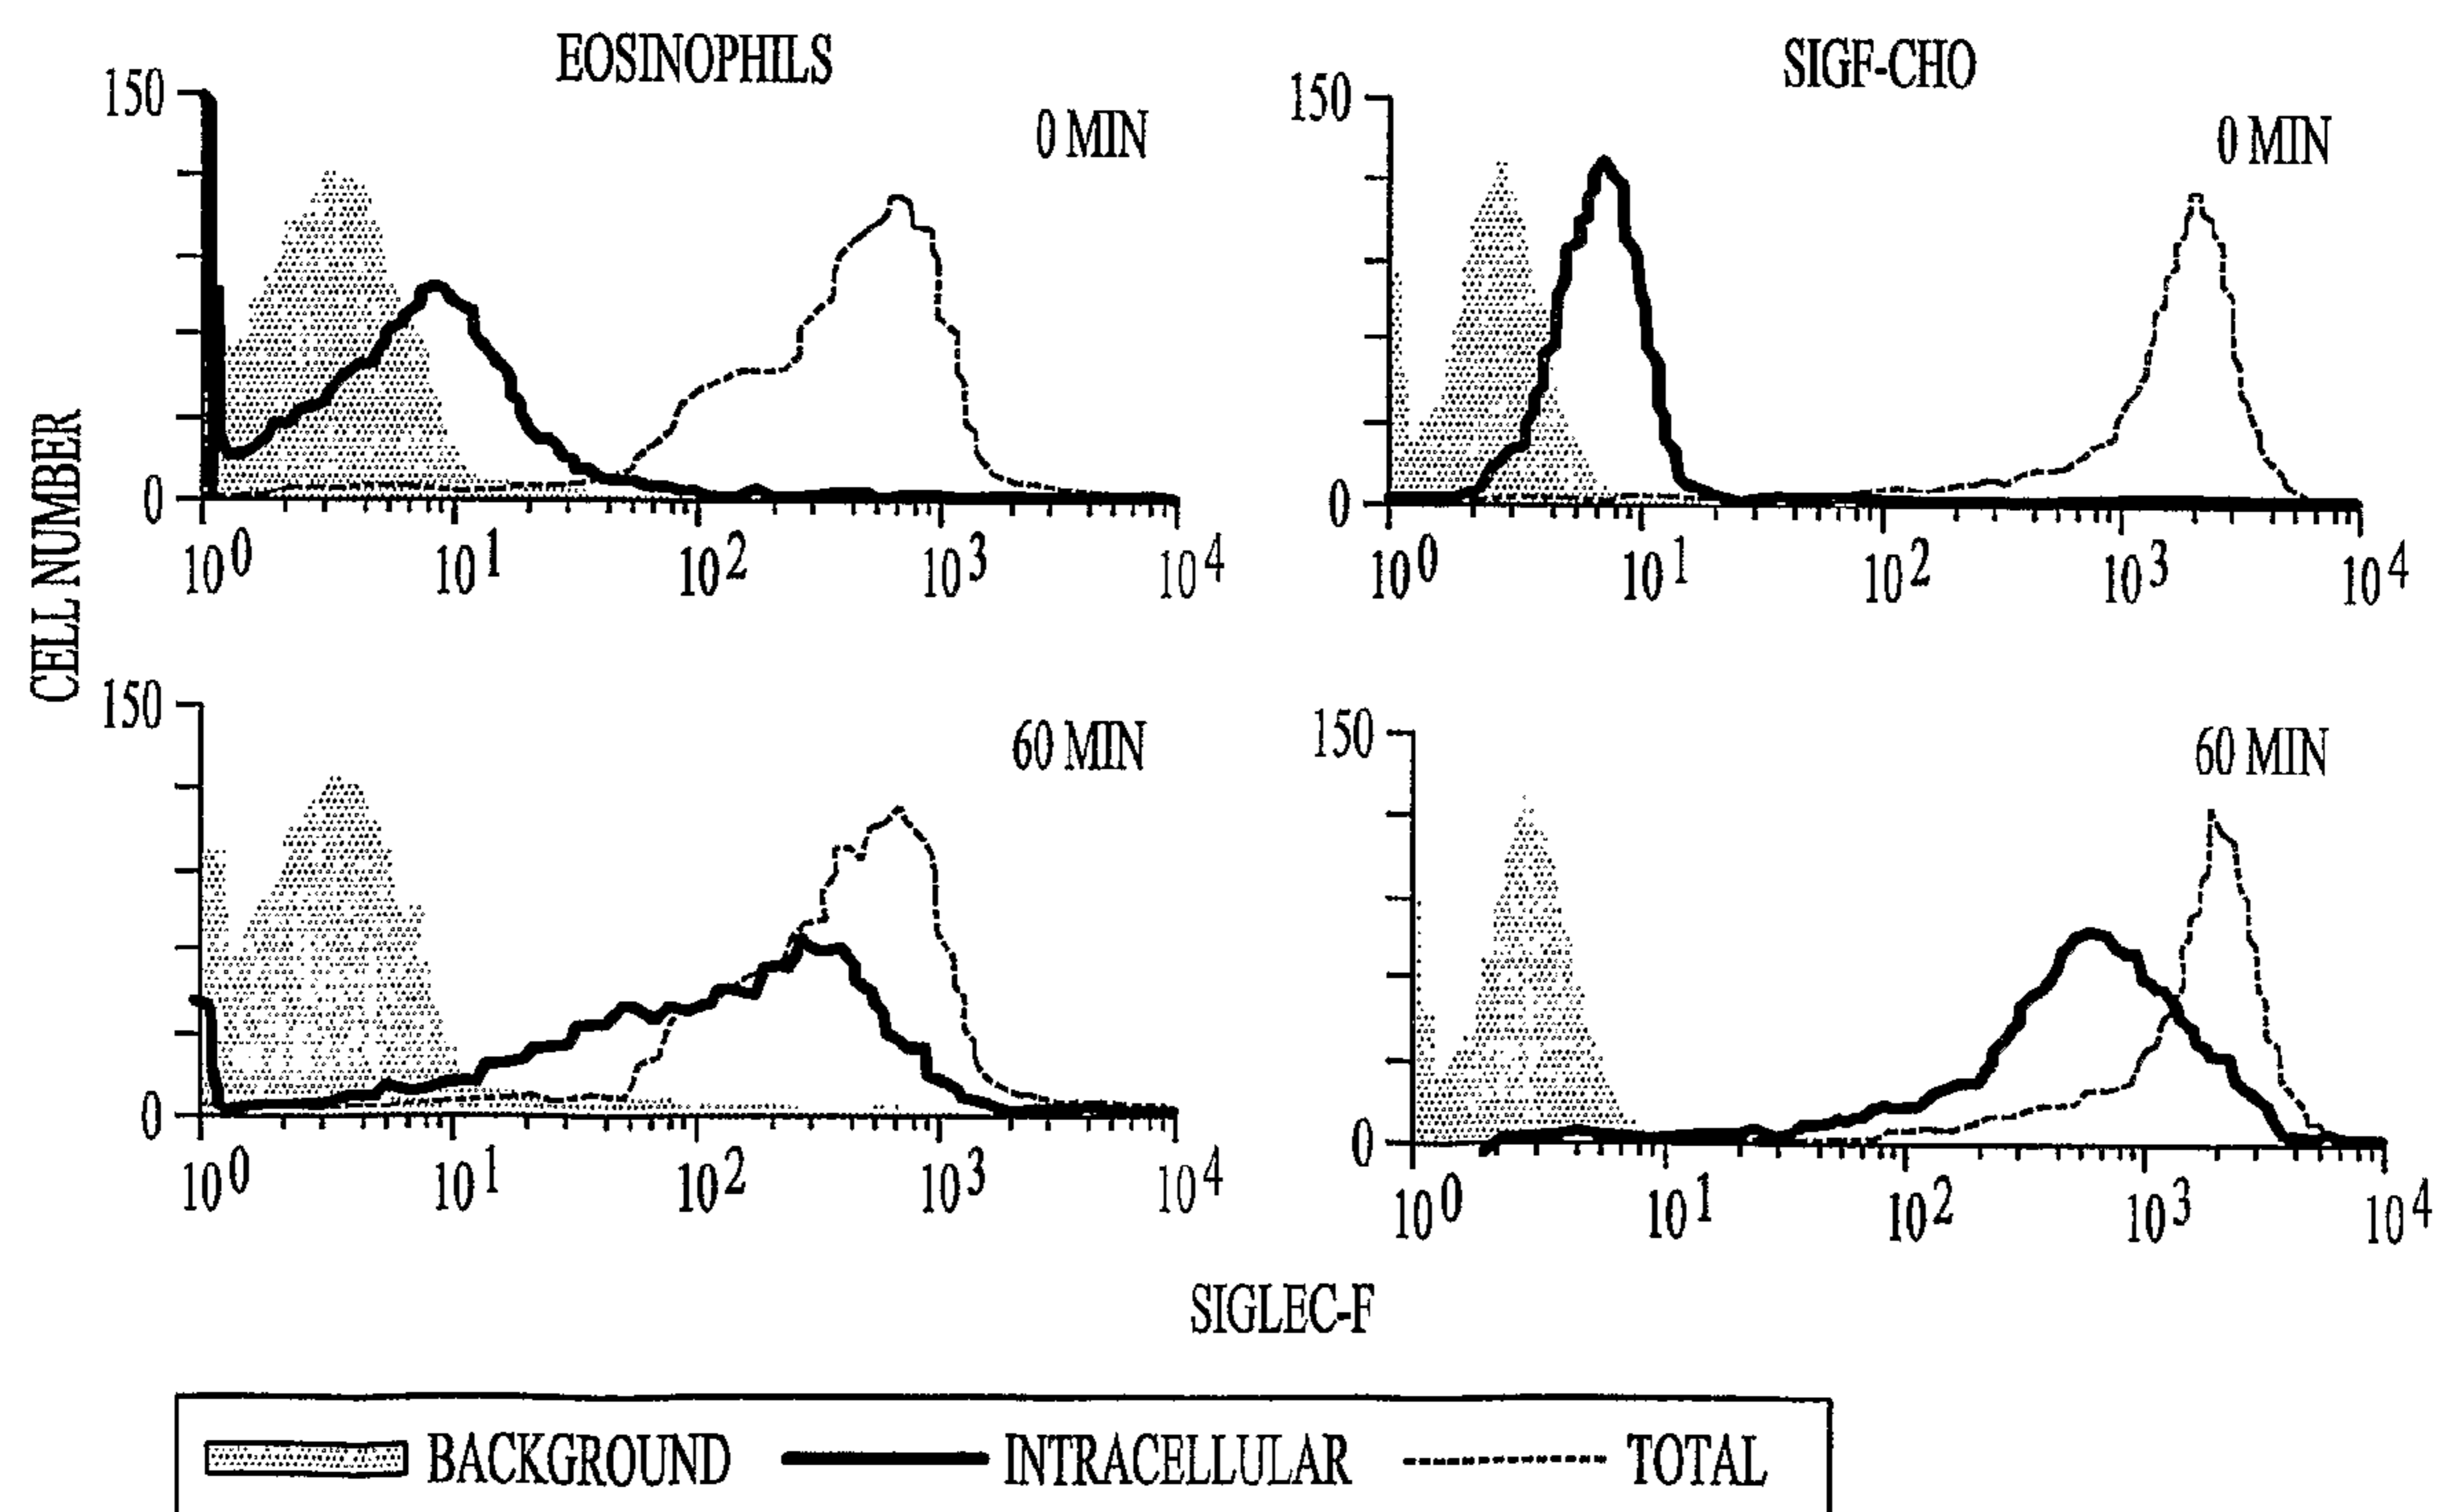 EOSINOPHILS
SIGF-CHO
150
0 MIN
0
10^0 10^1 10^2 10^3 10^4
150
0 MIN
0
10^0 10^1 10^2 10^3 10^4
CELL NUMBER
150
60 MIN
0
10^0 10^1 10^2 10^3 10^4
150
60 MIN
0
10^0 10^1 10^2 10^3 10^4
SIGLEC-F
BACKGROUND INTRACELLULAR TOTAL